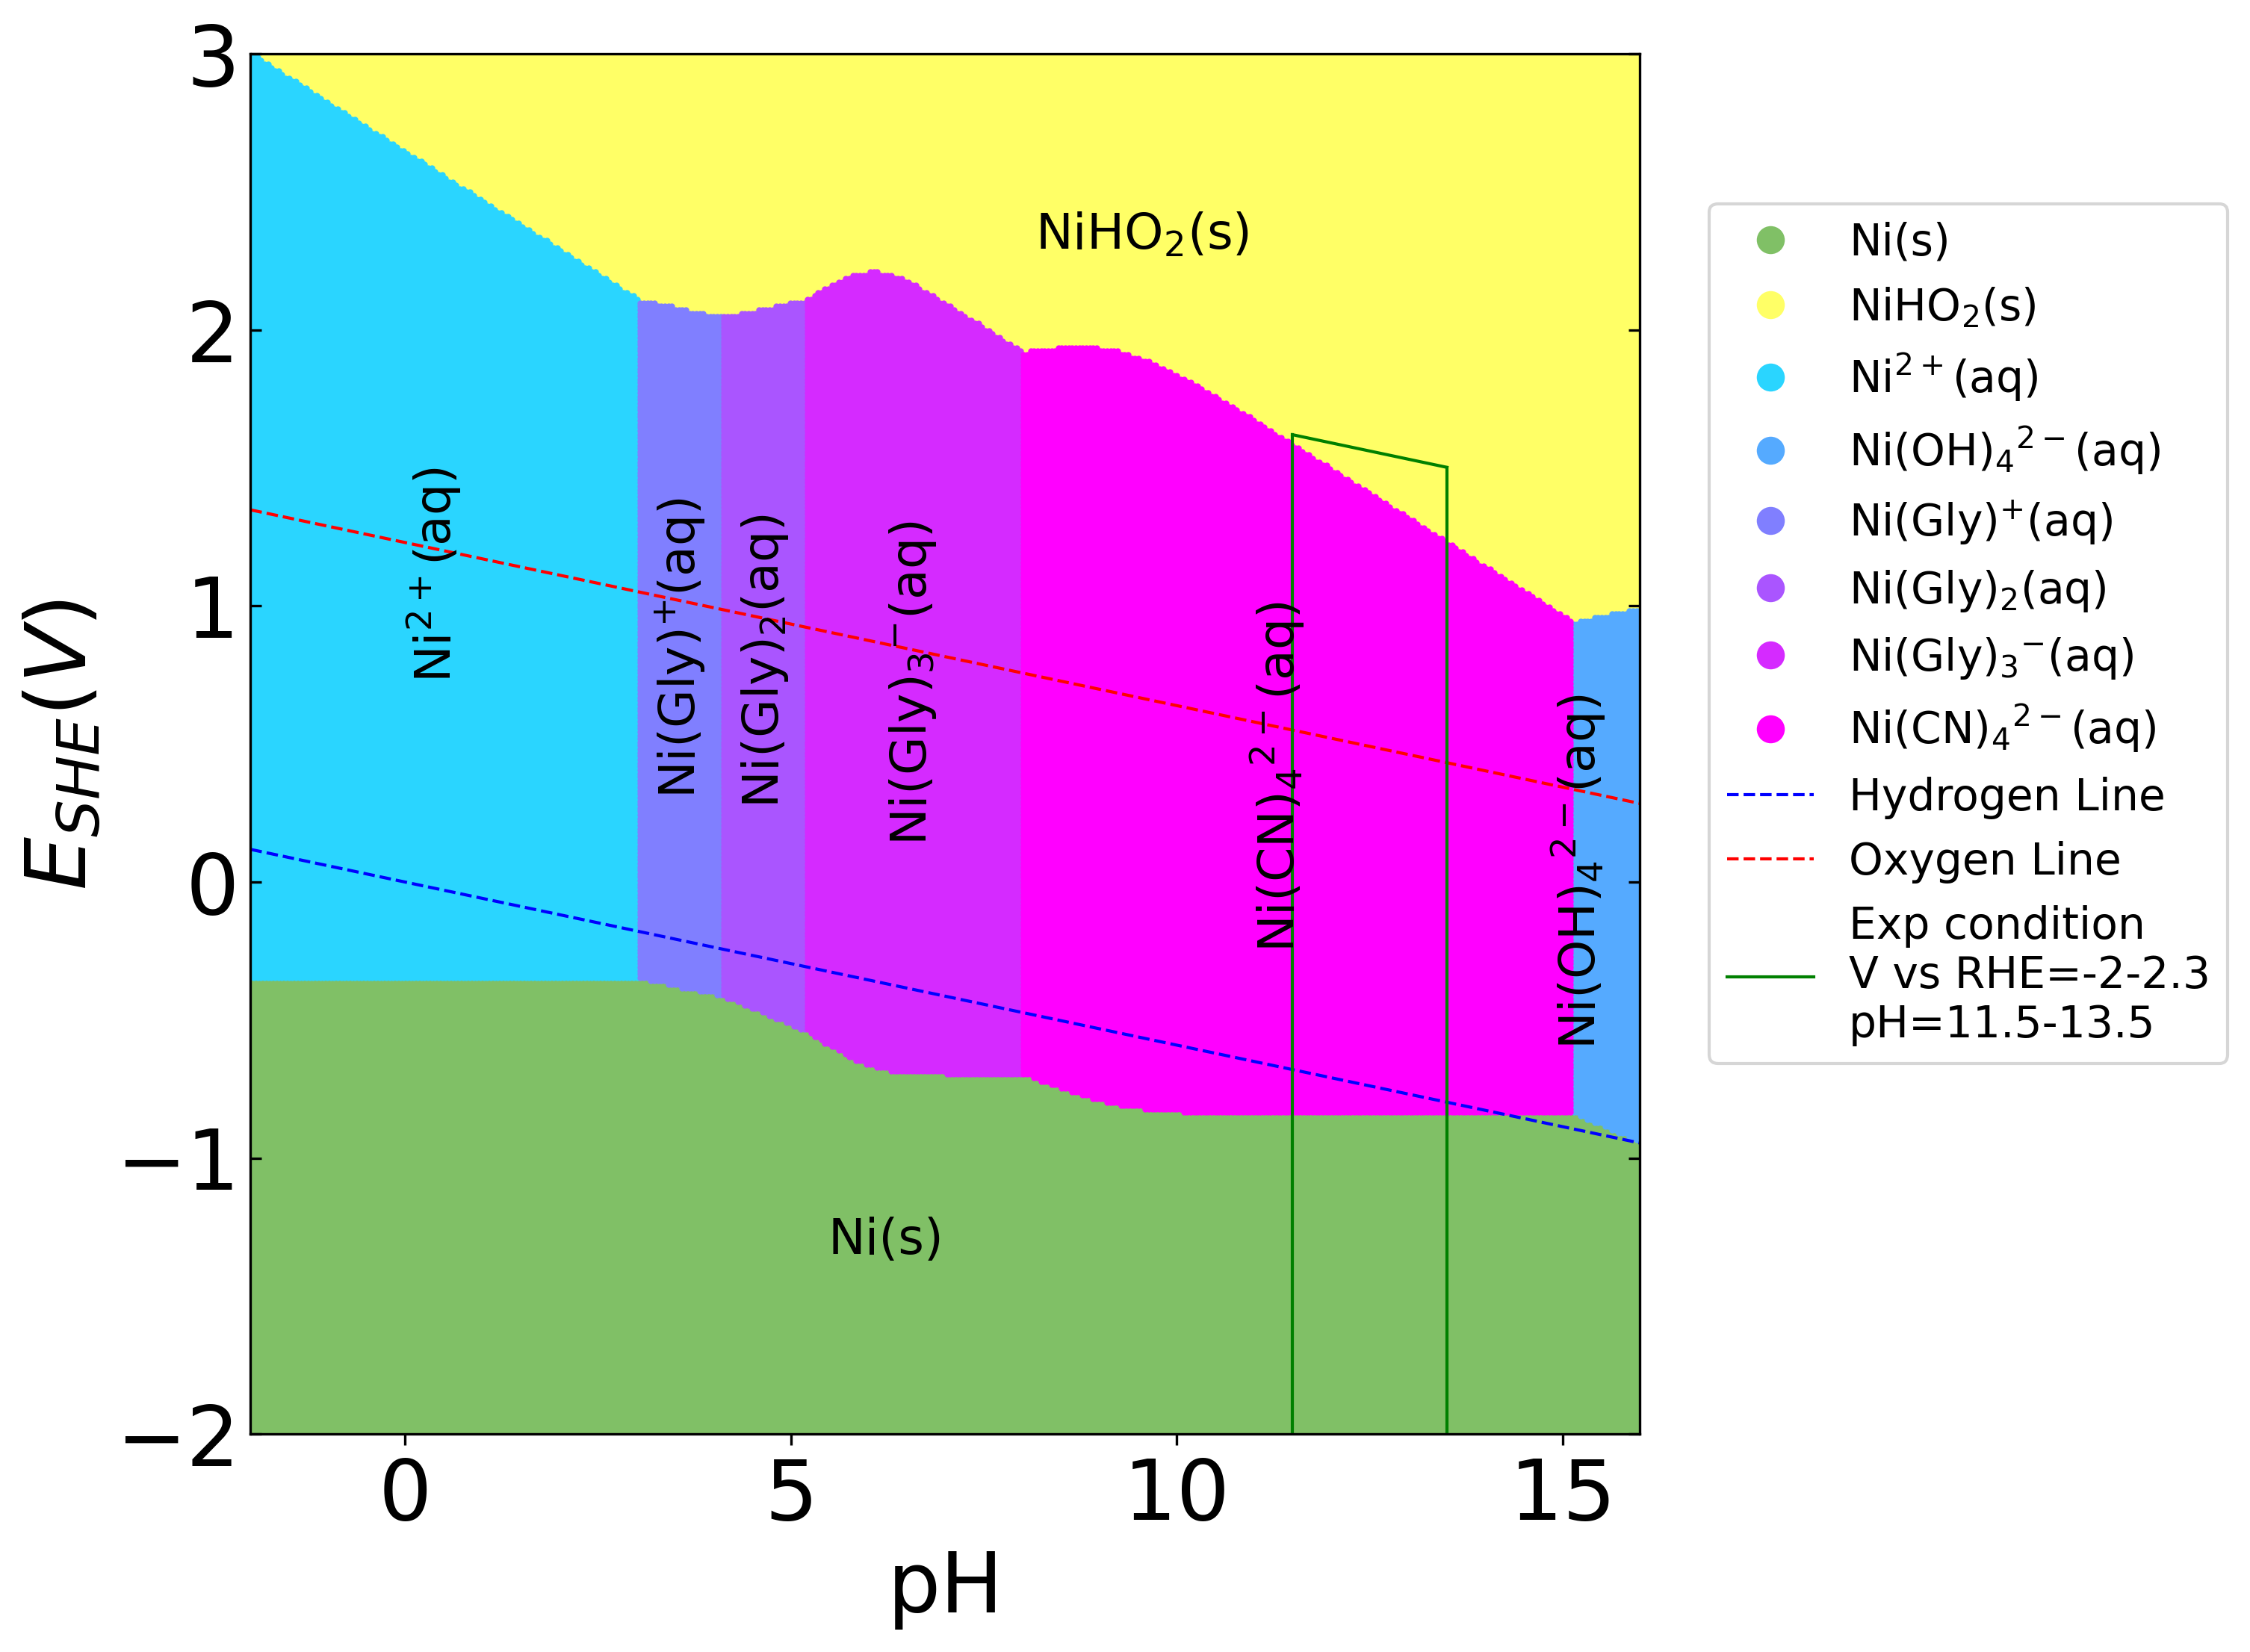 3
2
1
0
−1
−2
0 5 10 15
E_SHE(V)
pH
NiHO₂(s)
Ni²⁺(aq)
Ni(Gly)⁺(aq)
Ni(Gly)₂(aq)
Ni(Gly)₃⁻(aq)
Ni(CN)₄²⁻(aq)
Ni(OH)₄²⁻(aq)
Ni(s)
Ni(s)
NiHO₂(s)
Ni²⁺(aq)
Ni(OH)₄²⁻(aq)
Ni(Gly)⁺(aq)
Ni(Gly)₂(aq)
Ni(Gly)₃⁻(aq)
Ni(CN)₄²⁻(aq)
Hydrogen Line
Oxygen Line
Exp condition
V vs RHE=-2-2.3
pH=11.5-13.5